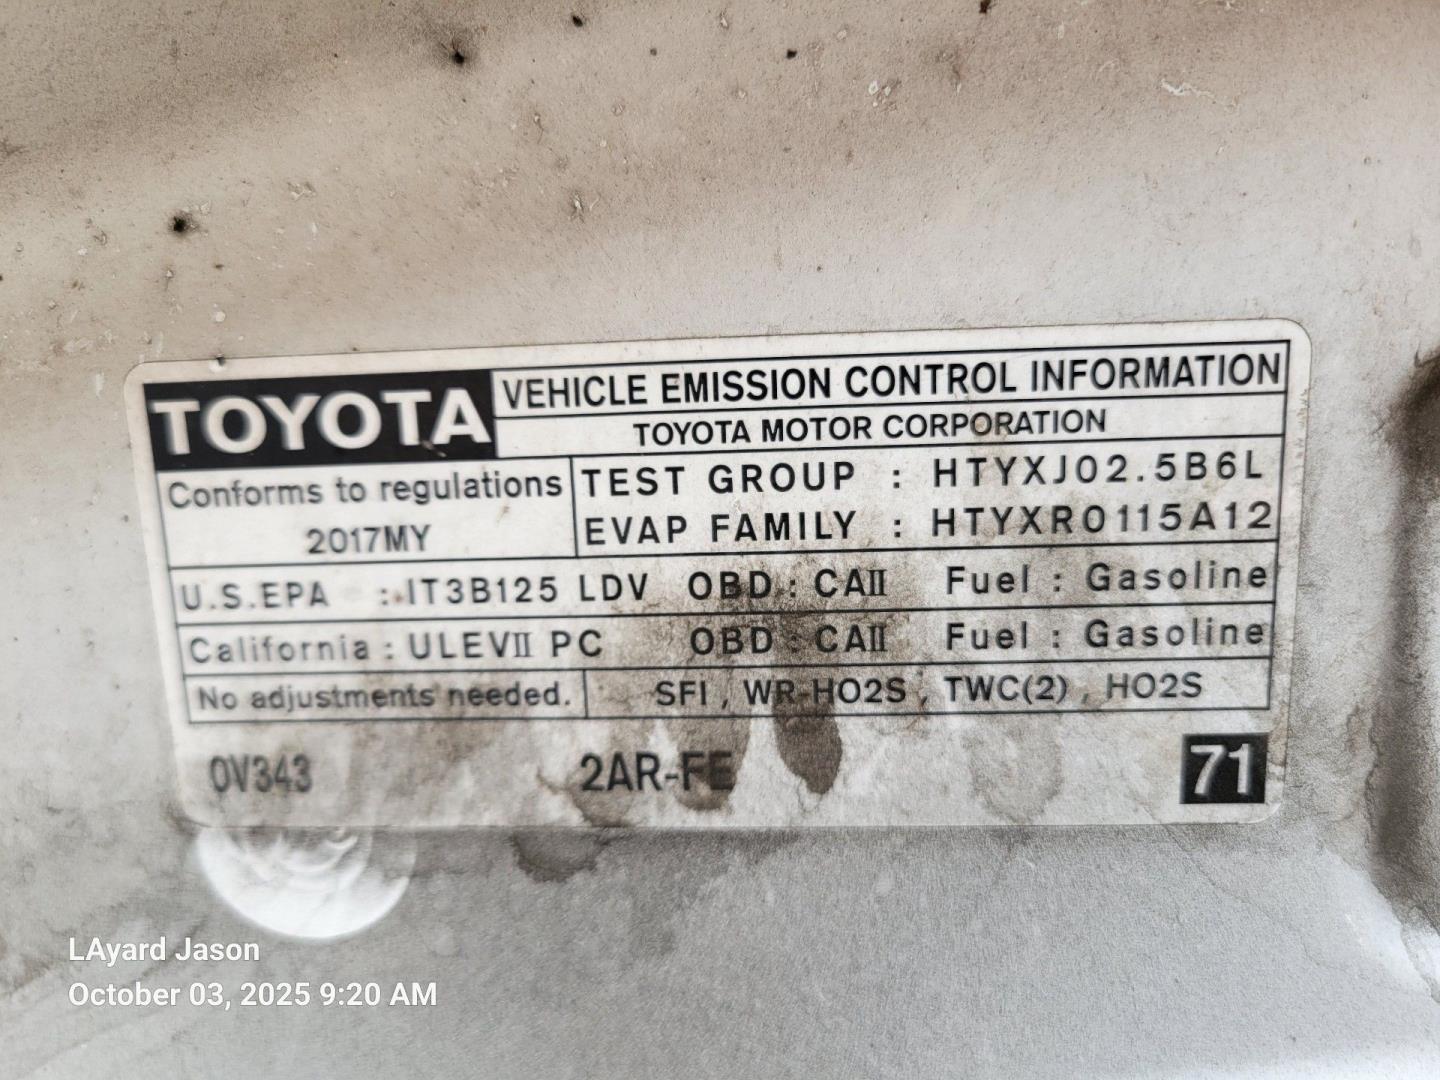 TOYOTA VEHICLE EMISSION CONTROL INFORMATION
TOYOTA MOTOR CORPORATION
Conforms to regulations
2017MY
TEST GROUP : HTYXJ02.5B6L
EVAP FAMILY : HTYXR0115A12
U.S.EPA : IT3B125 LDV OBD : CAII Fuel : Gasoline
California : ULEVII PC OBD : CAII Fuel : Gasoline
No adjustments needed. SFI , WR-HO2S , TWC(2) , HO2S
0V343 2AR-FE 71
LAyard Jason
October 03, 2025 9:20 AM